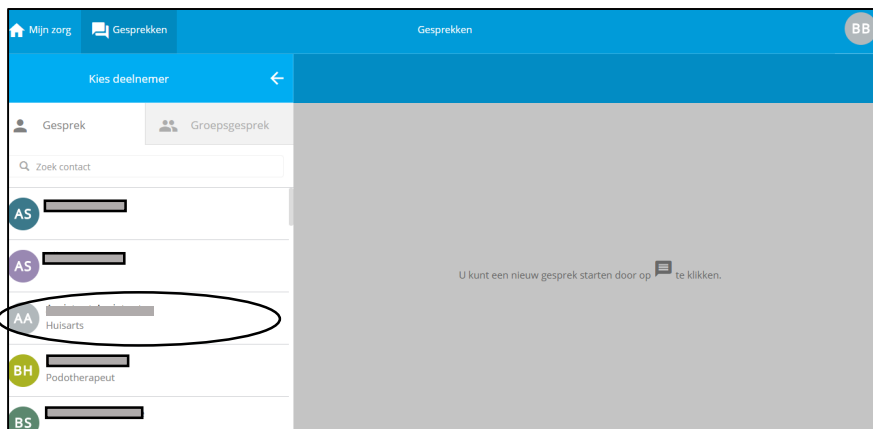 Mijn zorg Gesprekken Gesprekken BB
Kies deelnemer
Gesprek Groepsgesprek
Zoek contact
AS
AS
AA
Huisarts
BH
Podotherapeut
BS
U kunt een nieuw gesprek starten door op te klikken.